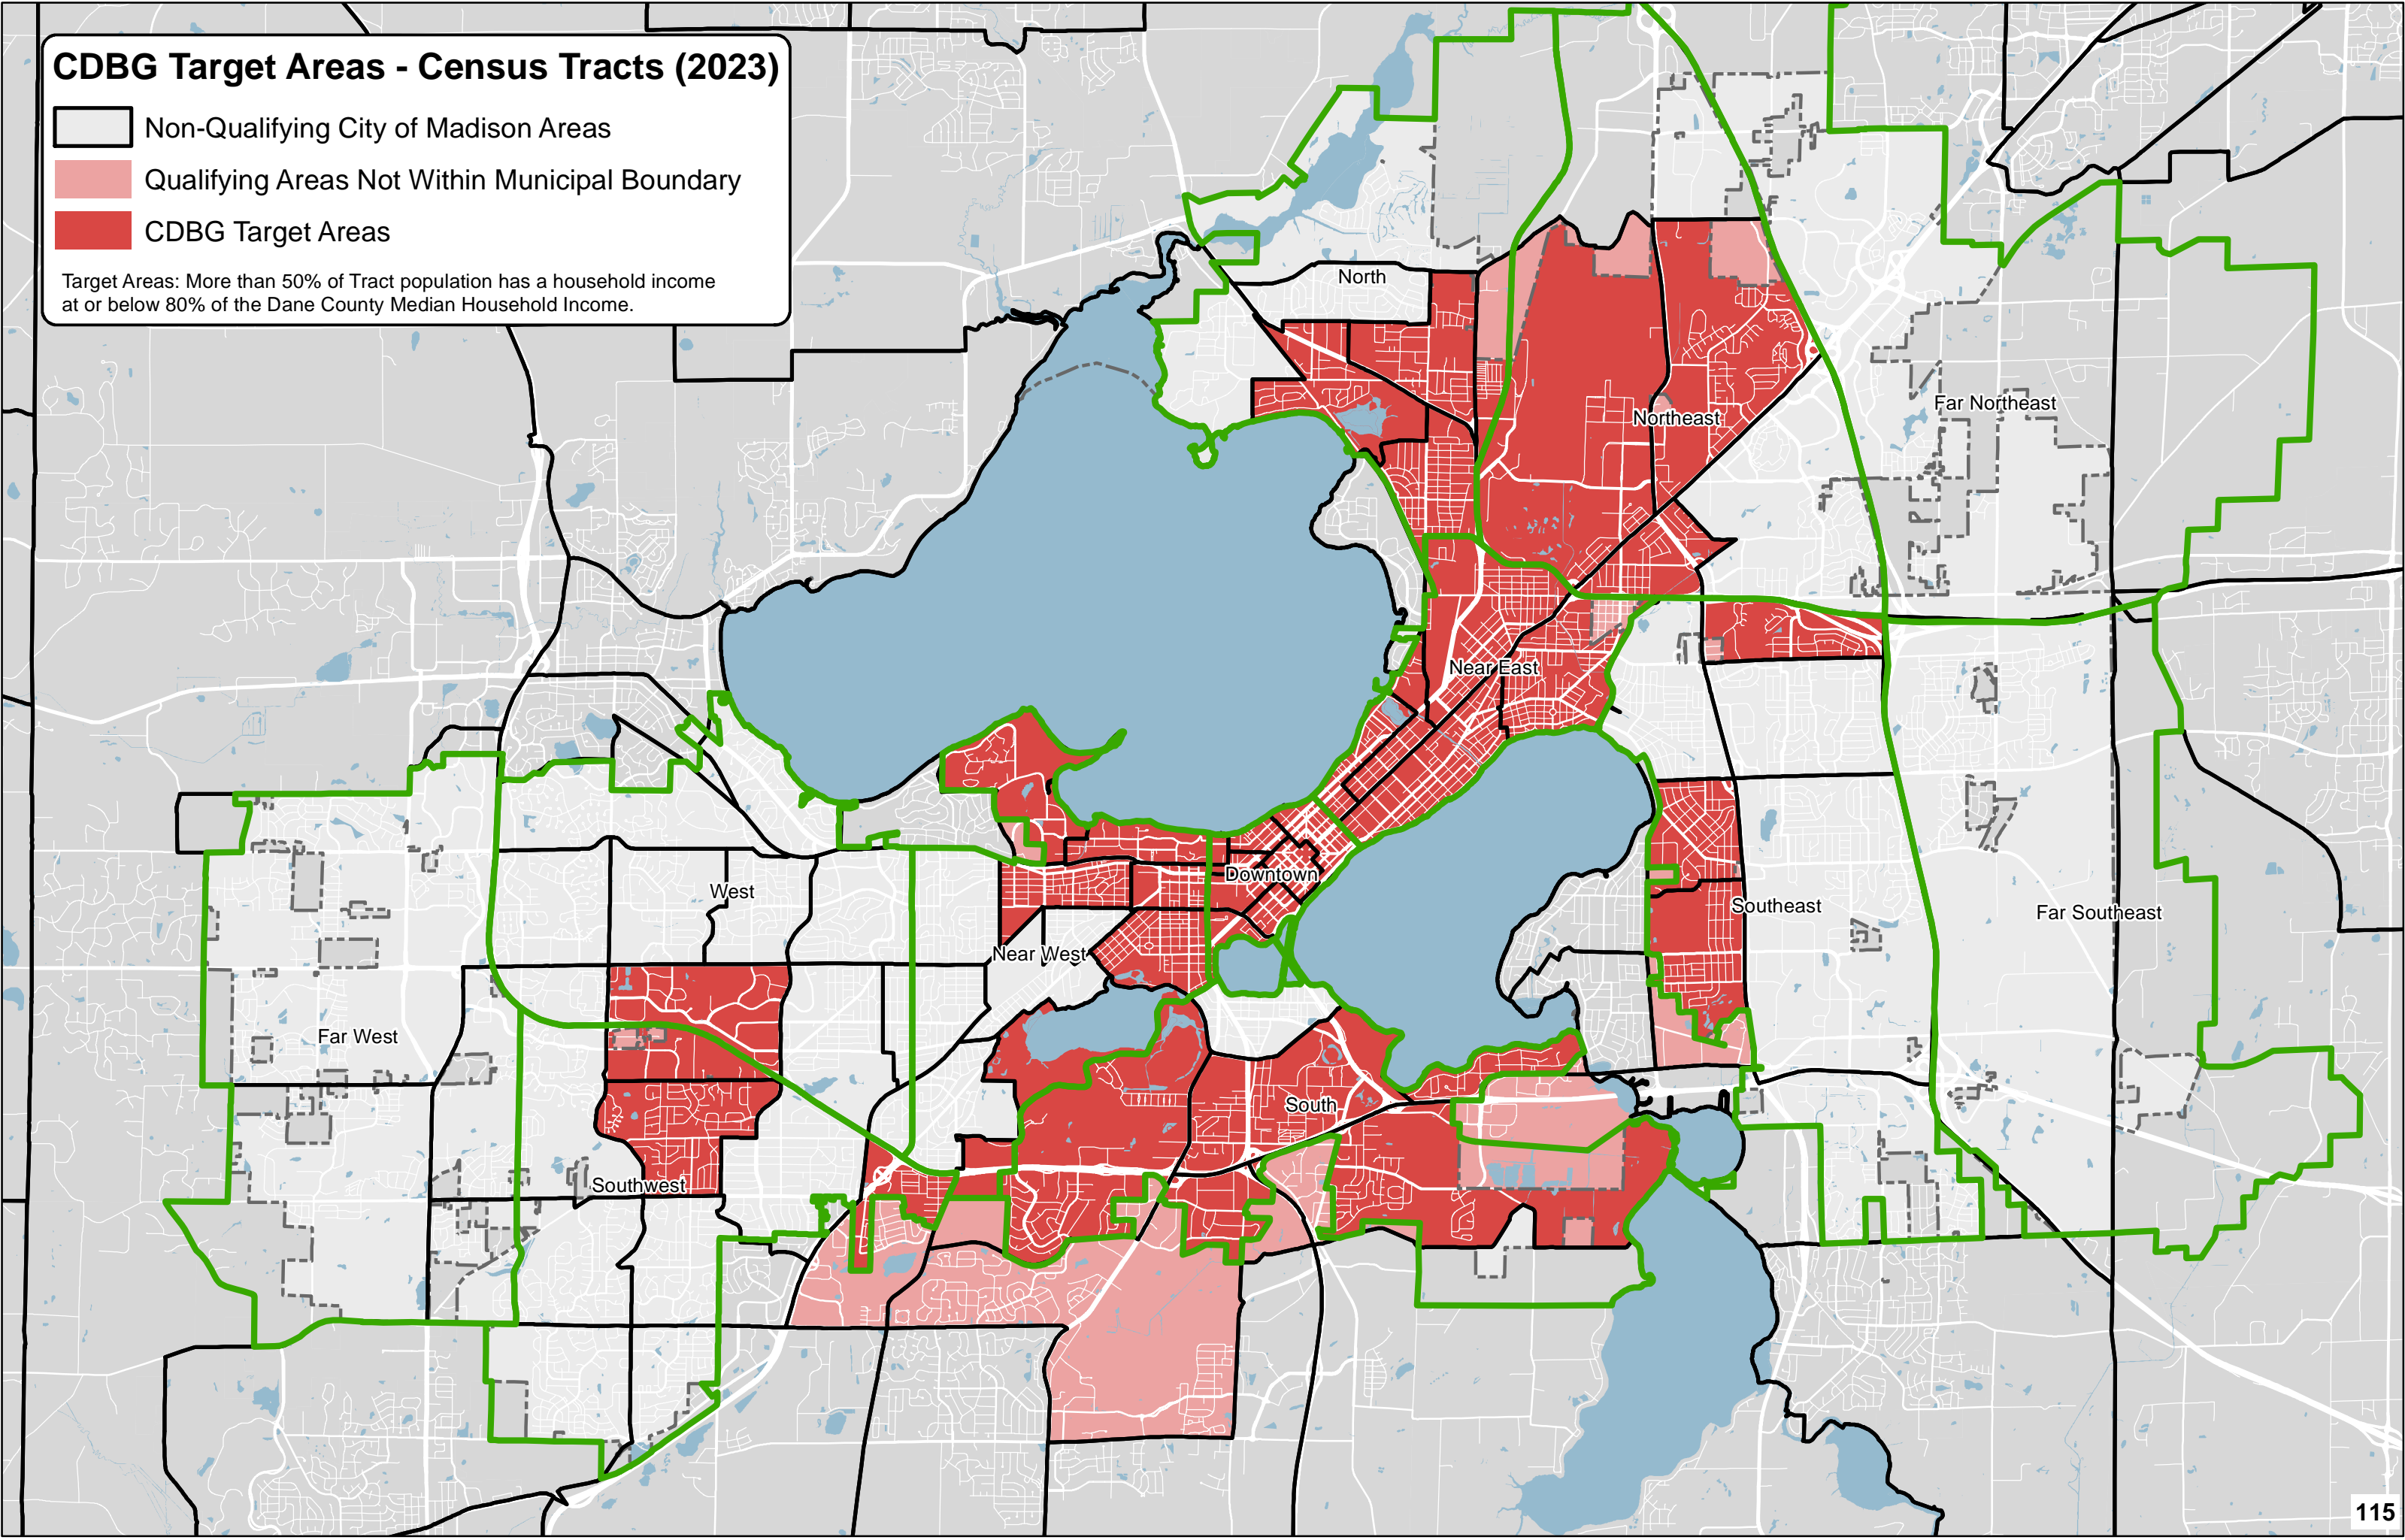 CDBG Target Areas - Census Tracts (2023)
Non-Qualifying City of Madison Areas
Qualifying Areas Not Within Municipal Boundary
CDBG Target Areas
Target Areas: More than 50% of Tract population has a household income
at or below 80% of the Dane County Median Household Income.
North
Far Northeast
Northeast
Near East
Downtown
West
Southeast
Far Southeast
Near West
Far West
South
Southwest
115